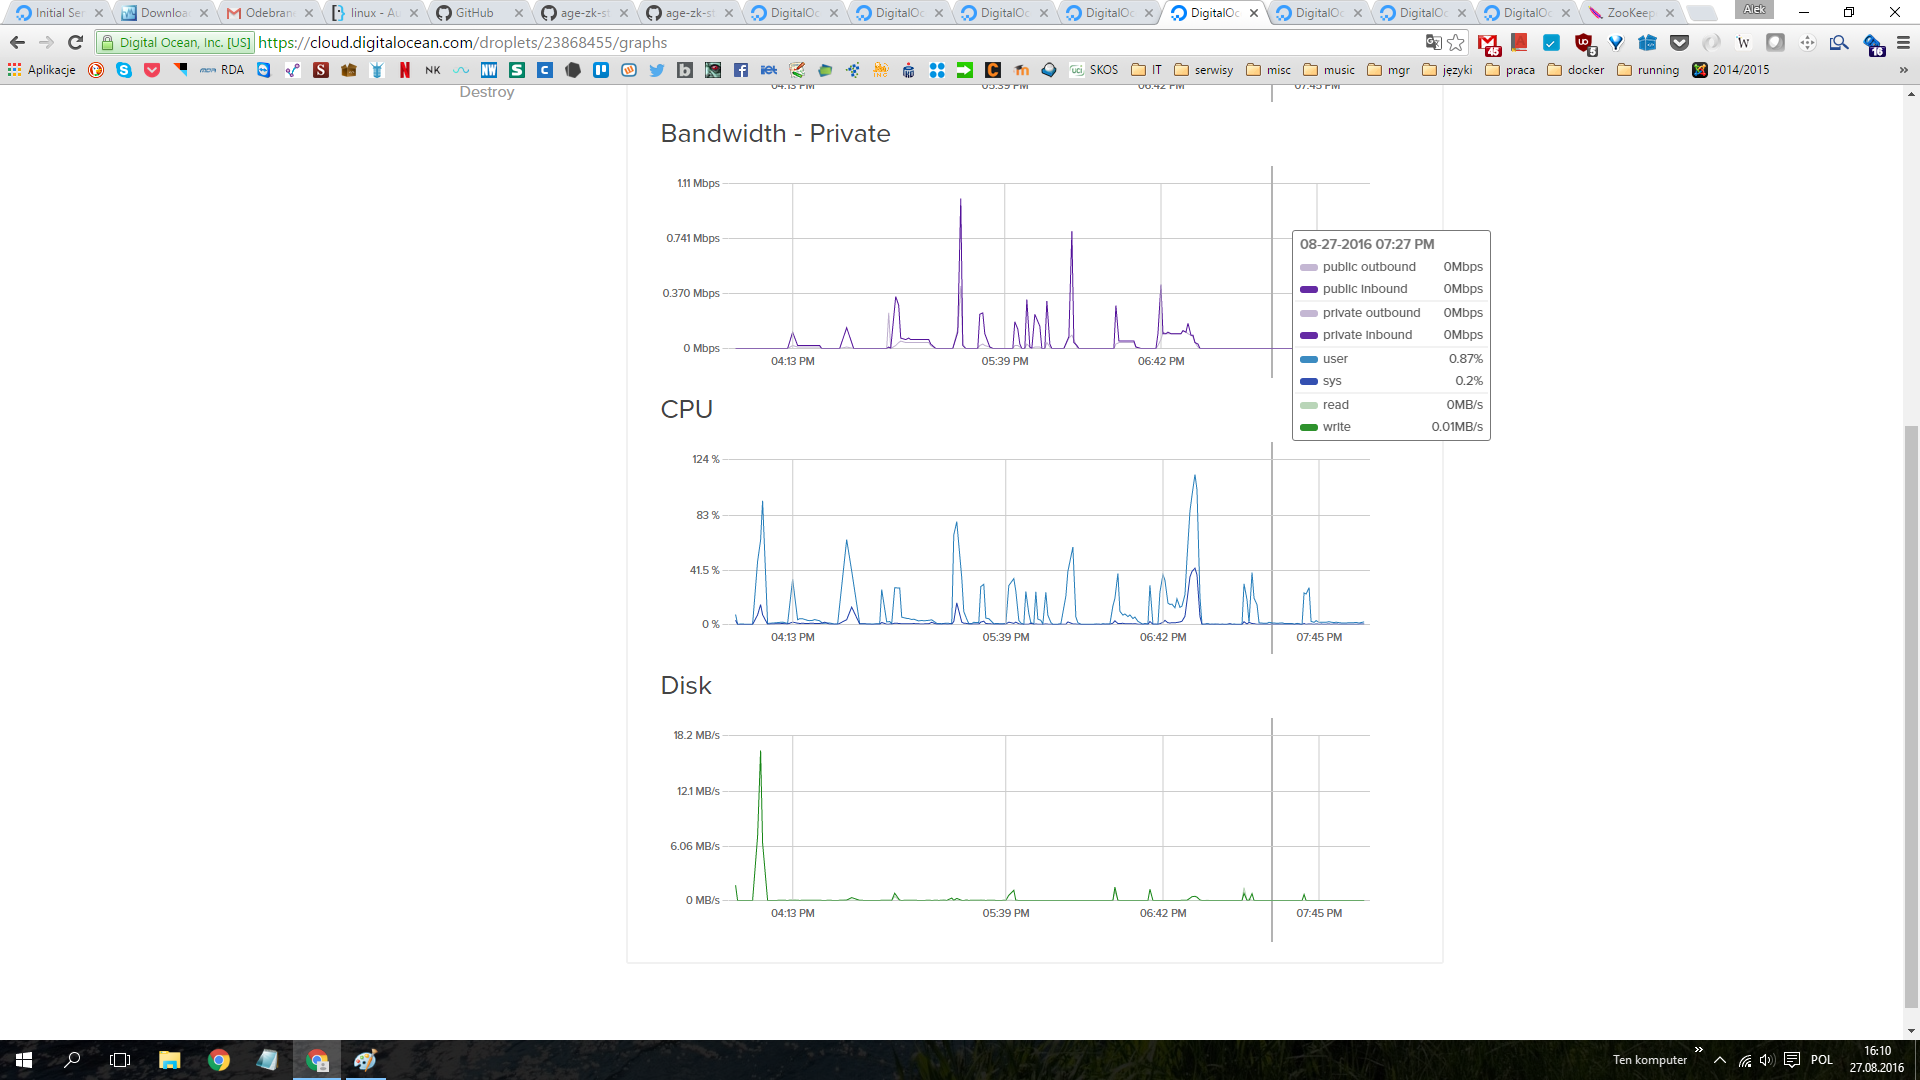 Initial Ser
Downloa
Odebran
linux - Au
GitHub
age-zk-st
age-zk-st
DigitalOc
DigitalOc
DigitalOc
DigitalOc
DigitalOc
DigitalOc
DigitalOc
DigitalOc
ZooKeep
Alek
Digital Ocean, Inc. [US]
https://cloud.digitalocean.com/droplets/23868455/graphs
45
5
W
16
Aplikacje
RDA
NK
SKOS
IT
serwisy
misc
music
mgr
języki
praca
docker
running
2014/2015
»
Destroy
04:13 PM
05:39 PM
06:42 PM
07:45 PM
Bandwidth - Private
1.11 Mbps
0.741 Mbps
0.370 Mbps
0 Mbps
04:13 PM
05:39 PM
06:42 PM
08-27-2016 07:27 PM
public outbound 0Mbps
public inbound 0Mbps
private outbound 0Mbps
private inbound 0Mbps
user 0.87%
sys 0.2%
read 0MB/s
write 0.01MB/s
CPU
124 %
83 %
41.5 %
0 %
04:13 PM
05:39 PM
06:42 PM
07:45 PM
Disk
18.2 MB/s
12.1 MB/s
6.06 MB/s
0 MB/s
04:13 PM
05:39 PM
06:42 PM
07:45 PM
Ten komputer
»
POL
16:10
27.08.2016